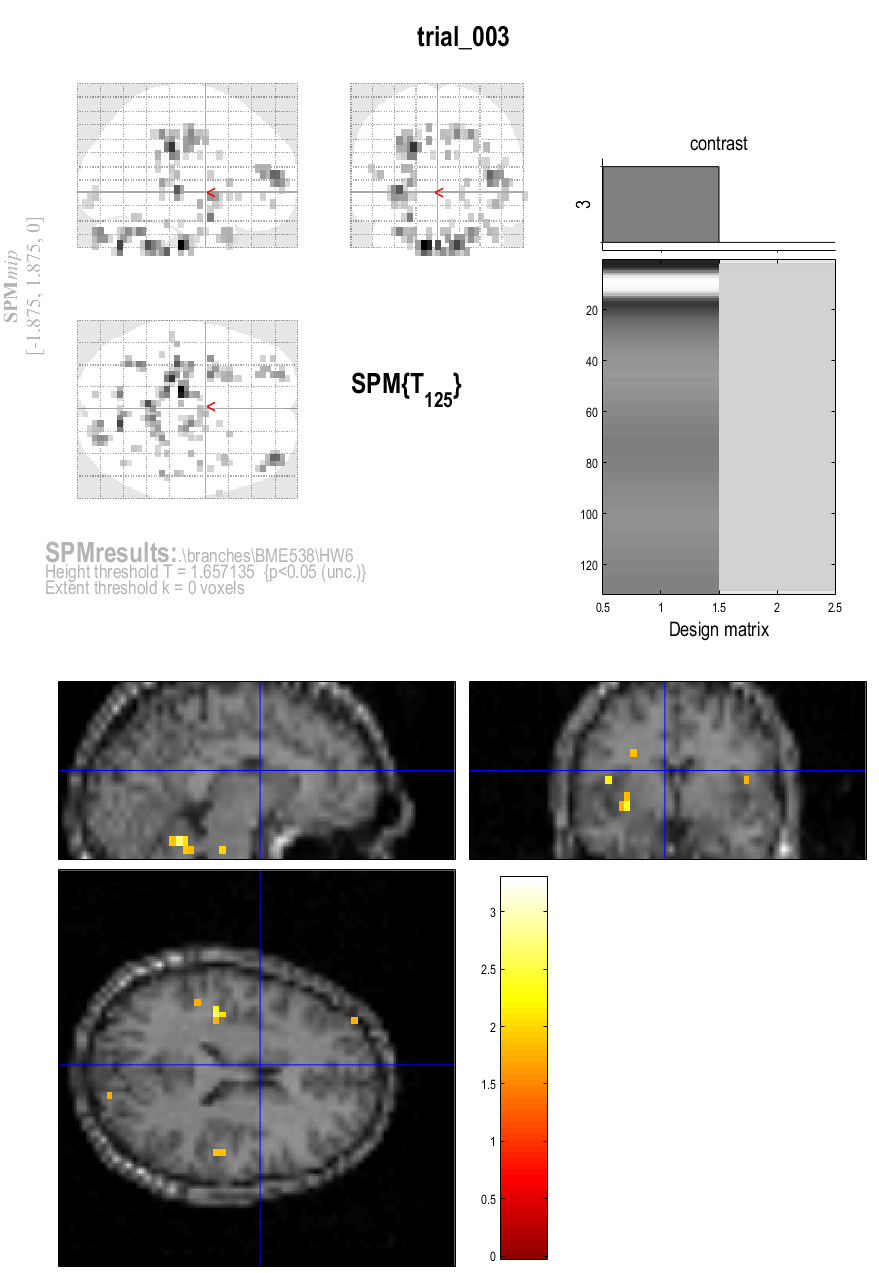 trial_003
SPMmip
[-1.875, 1.875, 0]
<
<
<
SPM{T125}
SPMresults:.\branches\BME538\HW6
Height threshold T = 1.657135 {p<0.05 (unc.)}
Extent threshold k = 0 voxels
contrast
3
20
40
60
80
100
120
0.5 1 1.5 2 2.5
Design matrix
3
2.5
2
1.5
1
0.5
0